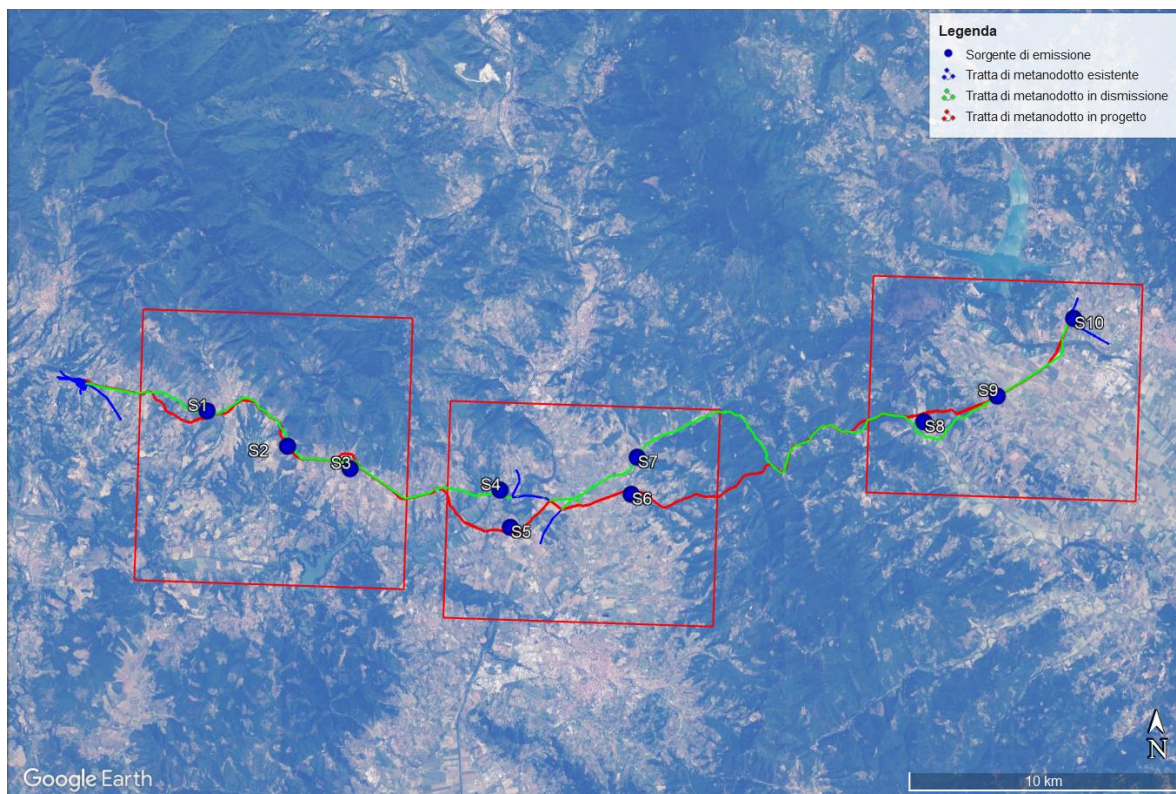 Legenda
Sorgente di emissione
Tratta di metanodotto esistente
Tratta di metanodotto in dismissione
Tratta di metanodotto in progetto
S10
S1
S9
S8
S2
S3
S7
S4
S6
S5
N
Google Earth
10 km